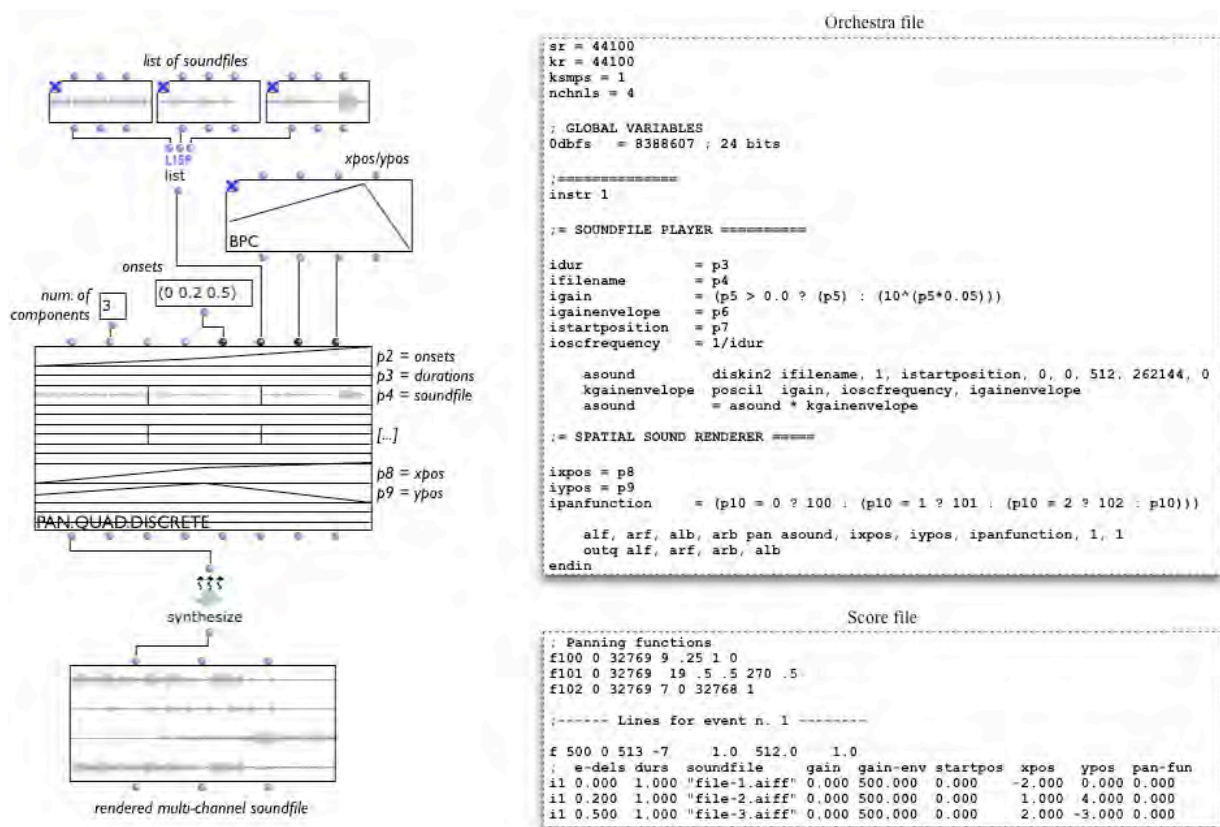 list of soundfiles
LISP
list
xpos/ypos
BPC
onsets
(0 0.2 0.5)
num. of
components
3
p2 = onsets
p3 = durations
p4 = soundfile
[...]
p8 = xpos
p9 = ypos
PAN.QUAD.DISCRETE
synthesize
rendered multi-channel soundfile
Orchestra file
sr = 44100
kr = 44100
ksmps = 1
nchnls = 4
; GLOBAL VARIABLES
0dbfs   = 8388607 ; 24 bits
;==============
instr 1
;= SOUNDFILE PLAYER ==========
idur            = p3
ifilename       = p4
igain           = (p5 > 0.0 ? (p5) : (10^(p5*0.05)))
igainenvelope   = p6
istartposition  = p7
ioscfrequency   = 1/idur
asound          diskin2 ifilename, 1, istartposition, 0, 0, 512, 262144, 0
kgainenvelope   poscil  igain, ioscfrequency, igainenvelope
asound          = asound * kgainenvelope
;= SPATIAL SOUND RENDERER =====
ixpos = p8
iypos = p9
ipanfunction    = (p10 = 0 ? 100 : (p10 = 1 ? 101 : (p10 = 2 ? 102 : p10)))
alf, arf, alb, arb pan asound, ixpos, iypos, ipanfunction, 1, 1
outq alf, arf, arb, alb
endin
Score file
; Panning functions
f100 0 32769 9 .25 1 0
f101 0 32769  19 .5 .5 270 .5
f102 0 32769 7 0 32768 1
;------ Lines for event n. 1 --------
f 500 0 513 -7     1.0  512.0    1.0
;  e-dels  durs  soundfile    gain  gain-env  startpos  xpos   ypos  pan-fun
i1 0.000  1.000 "file-1.aiff" 0.000 500.000  0.000    -2.000  0.000 0.000
i1 0.200  1.000 "file-2.aiff" 0.000 500.000  0.000     1.000  4.000 0.000
i1 0.500  1.000 "file-3.aiff" 0.000 500.000  0.000     2.000 -3.000 0.000